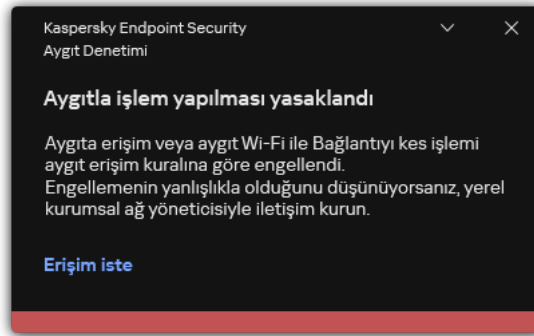 Kaspersky Endpoint Security
Aygıt Denetimi
Aygıtla işlem yapılması yasaklandı
Aygıta erişim veya aygıt Wi-Fi ile Bağlantıyı kes işlemi
aygıt erişim kuralına göre engellendi.
Engellemenin yanlışlıkla olduğunu düşünüyorsanız, yerel
kurumsal ağ yöneticisiyle iletişim kurun.
Erişim iste